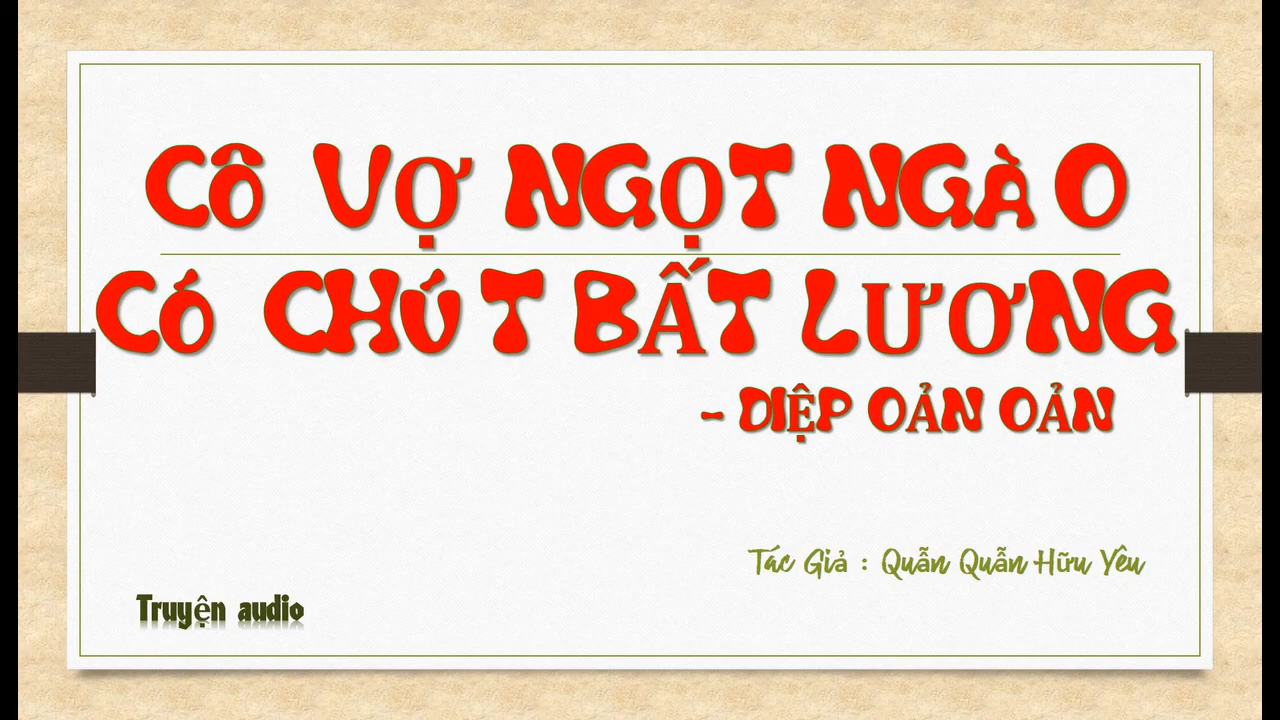 CÔ VỢ NGỌT NGÀO
CÓ CHÚT BẤT LƯƠNG
- DIỆP OẢN OẢN
Tác Giả : Quẫn Quẫn Hữu Yêu
Truyện audio